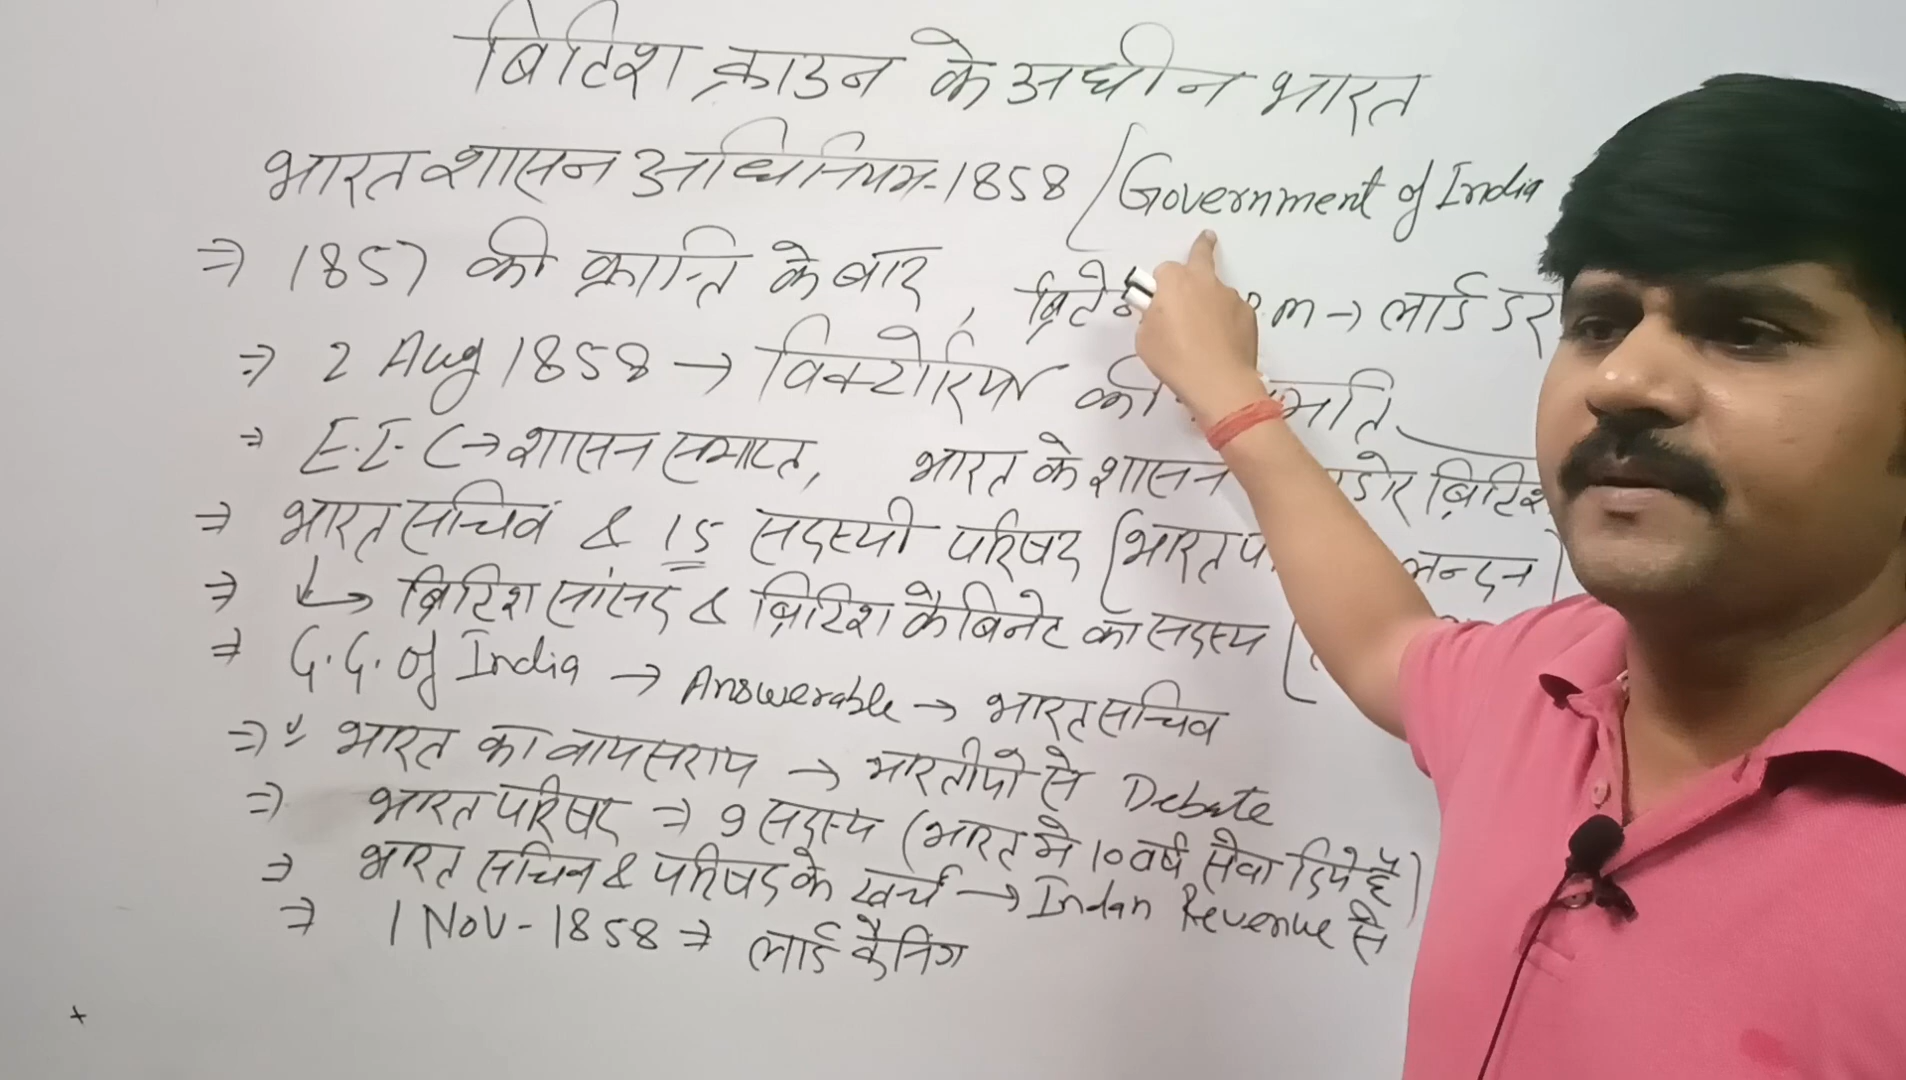 ब्रिटिश क्राउन के अधीन भारत
भारत शासन अधिनियम-1858 [Government of India
⇒ 1857 की क्रान्ति के बाद, m → लार्ड डर
⇒ 2 Aug 1858 → विक्टोरिया की
⇒ E.I.C → शासन समाप्त, भारत के शासन ब्रिटिश
⇒ भारत सचिव & 15 सदस्यी परिषद [भारत लन्दन]
⇒ ↳ ब्रिटिश सांसद & ब्रिटिश कैबिनेट का सदस्य
⇒ G.G. of India → Answerable → भारत सचिव
⇒ भारत का वायसराय → भारतीयो से Debate
⇒ भारत परिषद ⇒ 9 सदस्य (भारत मे 10 वर्ष सेवा दिये हैं)
⇒ भारत सचिव & परिषद के खर्च → Indan Revenue से
⇒ 1 Nov - 1858 ⇒ लार्ड कैनिंग